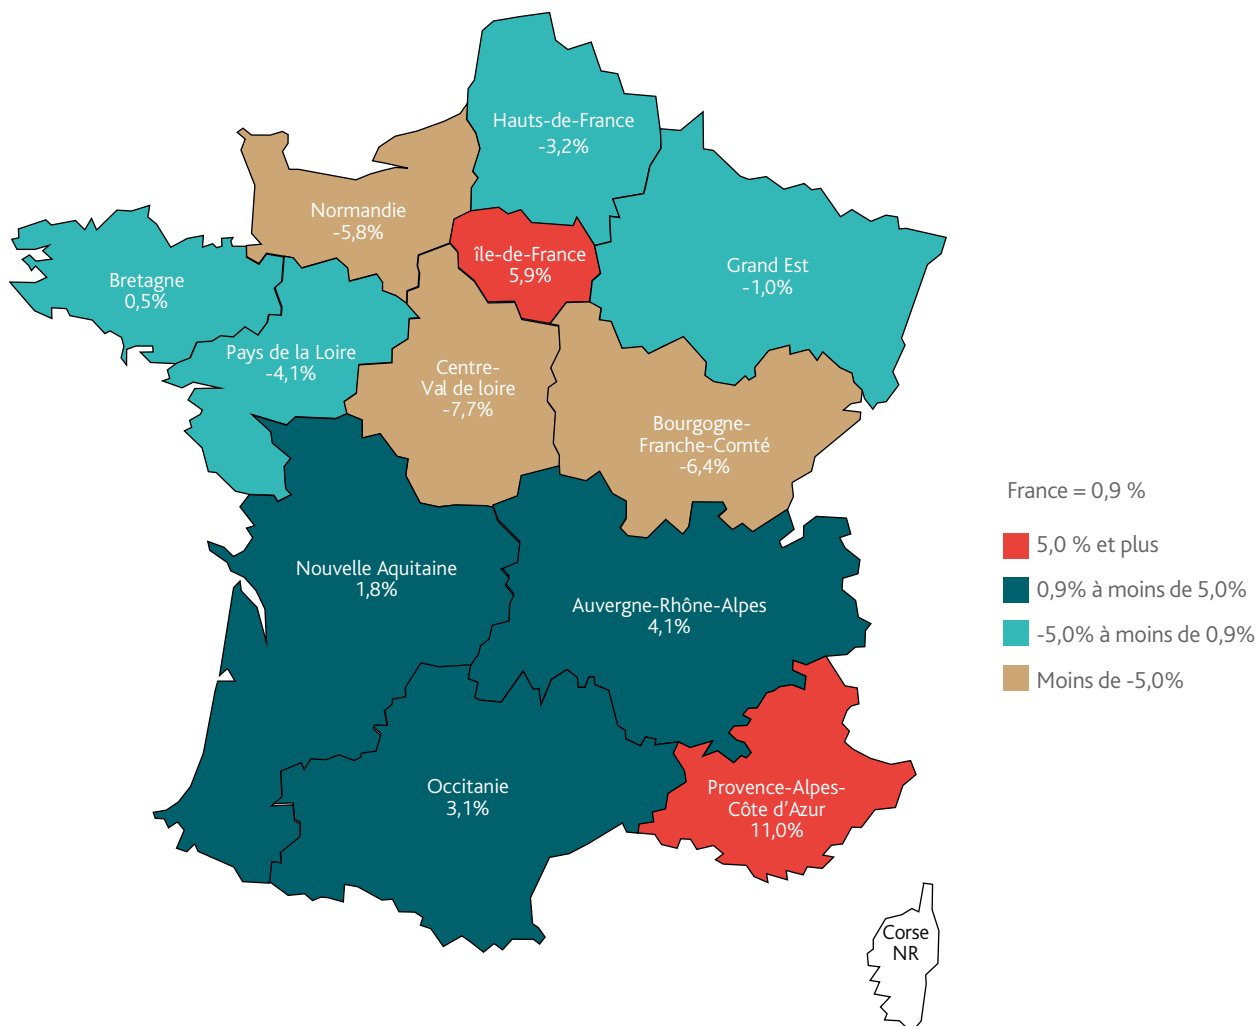 Hauts-de-France
-3,2%
Normandie
-5,8%
île-de-France
5,9%
Grand Est
-1,0%
Bretagne
0,5%
Pays de la Loire
-4,1%
Centre-
Val de loire
-7,7%
Bourgogne-
Franche-Comté
-6,4%
Nouvelle Aquitaine
1,8%
Auvergne-Rhône-Alpes
4,1%
Occitanie
3,1%
Provence-Alpes-
Côte d'Azur
11,0%
Corse
NR
France = 0,9 %
5,0 % et plus
0,9% à moins de 5,0%
-5,0% à moins de 0,9%
Moins de -5,0%